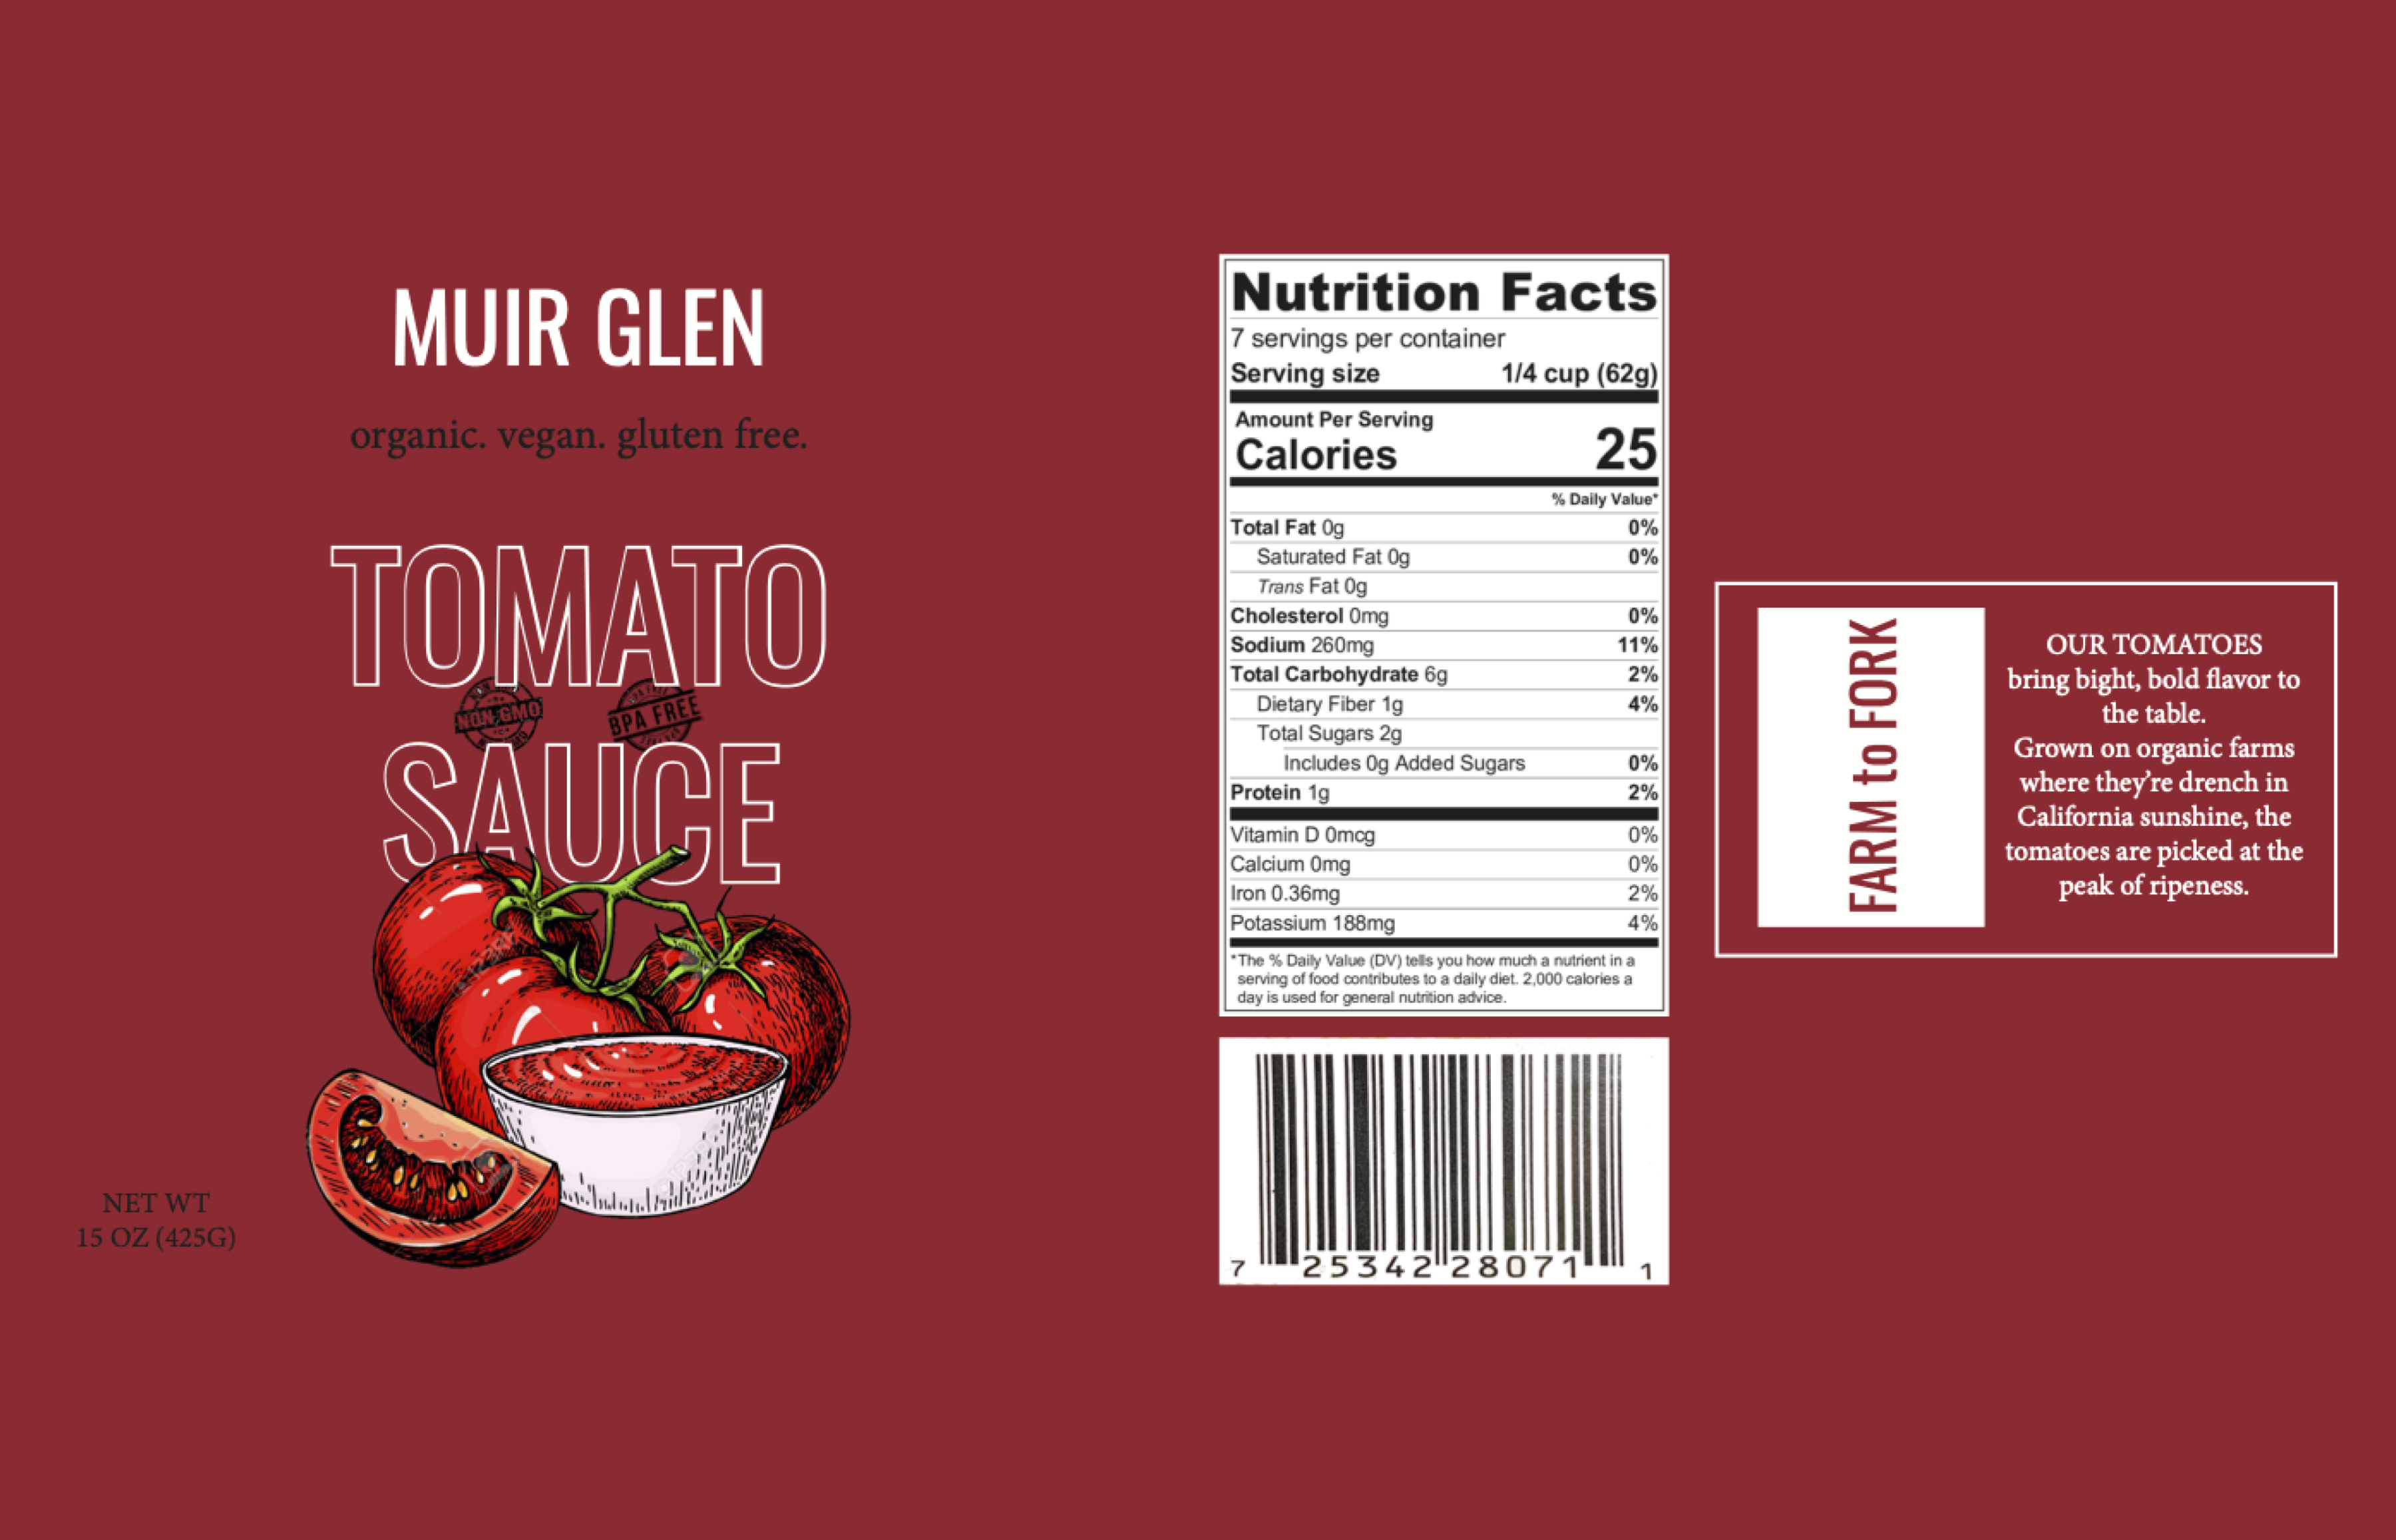 MUIR GLEN
organic. vegan. gluten free.
TOMATO
NON GMO
BPA FREE
SAUCE
NET WT
15 OZ (425G)
Nutrition Facts
7 servings per container
Serving size 1/4 cup (62g)
Amount Per Serving
Calories 25
% Daily Value*
Total Fat 0g 0%
Saturated Fat 0g 0%
Trans Fat 0g
Cholesterol 0mg 0%
Sodium 260mg 11%
Total Carbohydrate 6g 2%
Dietary Fiber 1g 4%
Total Sugars 2g
Includes 0g Added Sugars 0%
Protein 1g 2%
Vitamin D 0mcg 0%
Calcium 0mg 0%
Iron 0.36mg 2%
Potassium 188mg 4%
*The % Daily Value (DV) tells you how much a nutrient in a
serving of food contributes to a daily diet. 2,000 calories a
day is used for general nutrition advice.
7 25342 28071 1
FARM to FORK
OUR TOMATOES
bring bight, bold flavor to
the table.
Grown on organic farms
where they're drench in
California sunshine, the
tomatoes are picked at the
peak of ripeness.